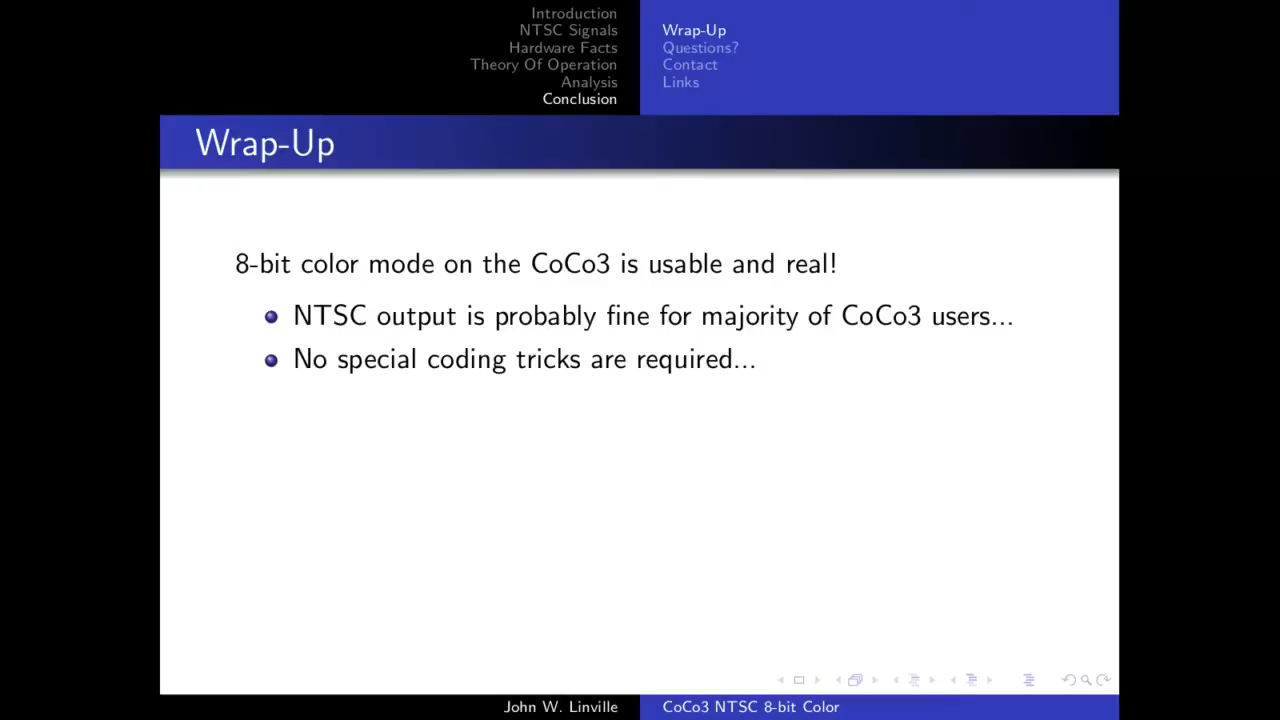 Introduction
NTSC Signals
Hardware Facts
Theory Of Operation
Analysis
Conclusion
Wrap-Up
Questions?
Contact
Links
Wrap-Up
8-bit color mode on the CoCo3 is usable and real!
NTSC output is probably fine for majority of CoCo3 users...
No special coding tricks are required...
John W. Linville
CoCo3 NTSC 8-bit Color